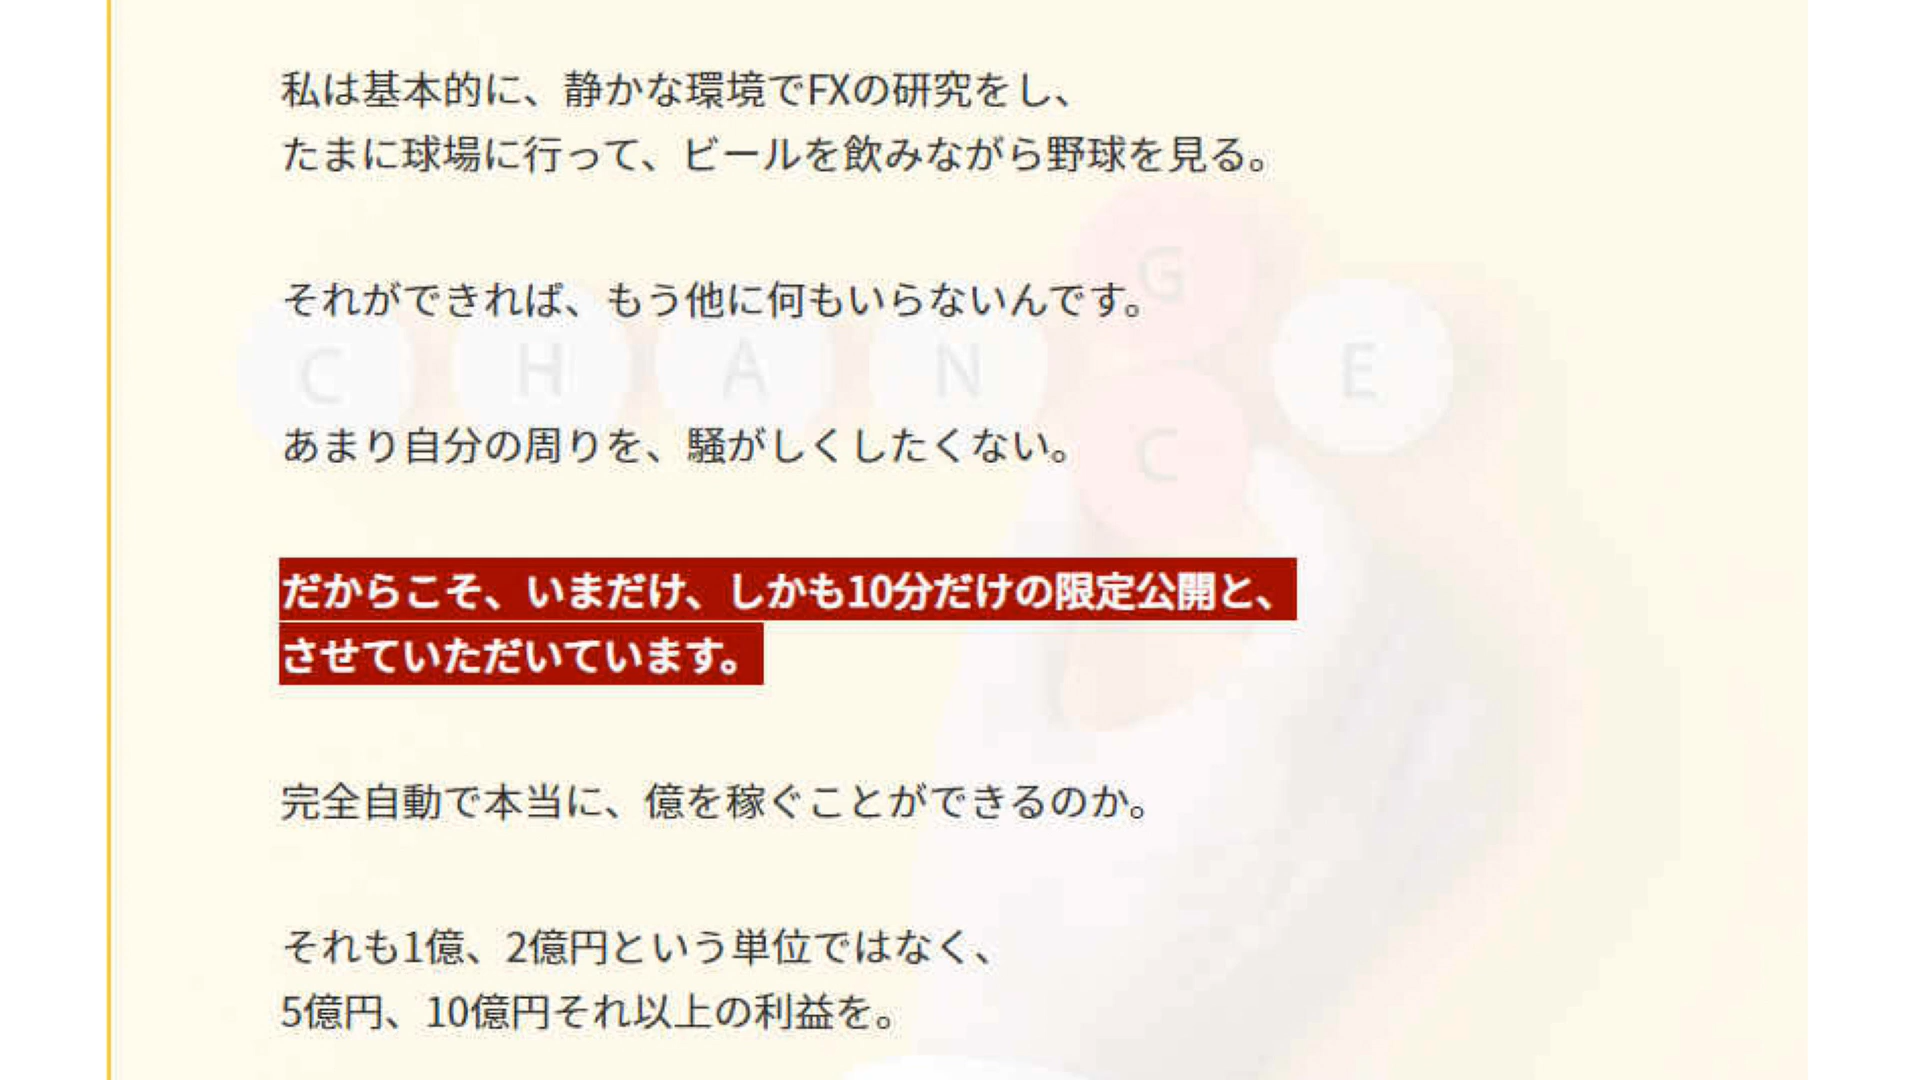 私は基本的に、静かな環境でFXの研究をし、
たまに球場に行って、ビールを飲みながら野球を見る。
それができれば、もう他に何もいらないんです。
G
C H A N E
C
あまり自分の周りを、騒がしくしたくない。
だからこそ、いまだけ、しかも10分だけの限定公開と、
させていただいています。
完全自動で本当に、億を稼ぐことができるのか。
それも1億、2億円という単位ではなく、
5億円、10億円それ以上の利益を。